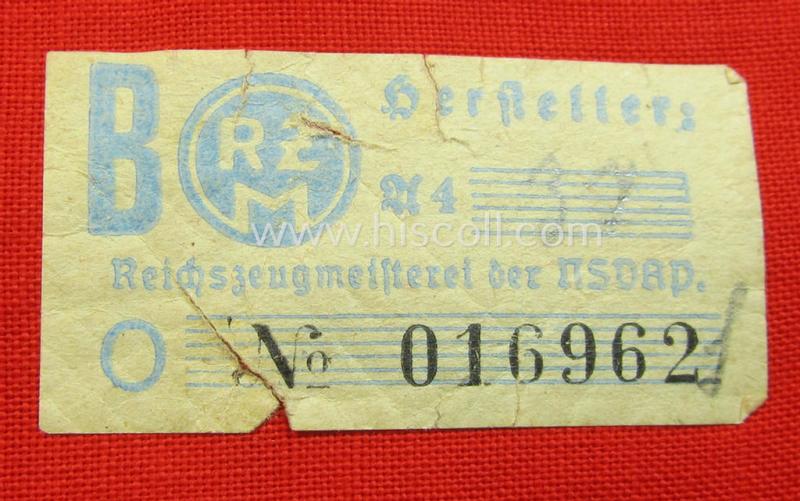 B RZM Hersteller:
A4
www.hiscoll.com
Reichszeugmeisterei der NSDAP.
O No 016962